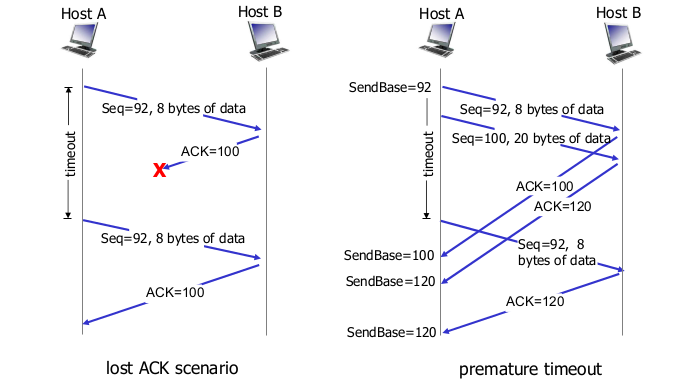 Host A
Host B
Seq=92, 8 bytes of data
ACK=100
X
timeout
Seq=92, 8 bytes of data
ACK=100
lost ACK scenario
Host A
Host B
SendBase=92
Seq=92, 8 bytes of data
Seq=100, 20 bytes of data
timeout
ACK=100
ACK=120
Seq=92, 8
bytes of data
SendBase=100
SendBase=120
ACK=120
SendBase=120
premature timeout